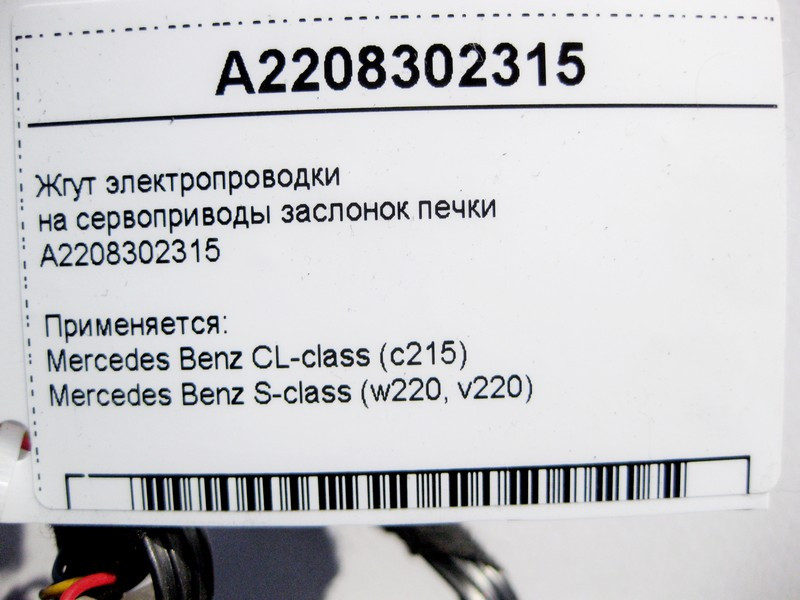 A2208302315
Жгут электропроводки
на сервоприводы заслонок печки
A2208302315
Применяется:
Mercedes Benz CL-class (c215)
Mercedes Benz S-class (w220, v220)